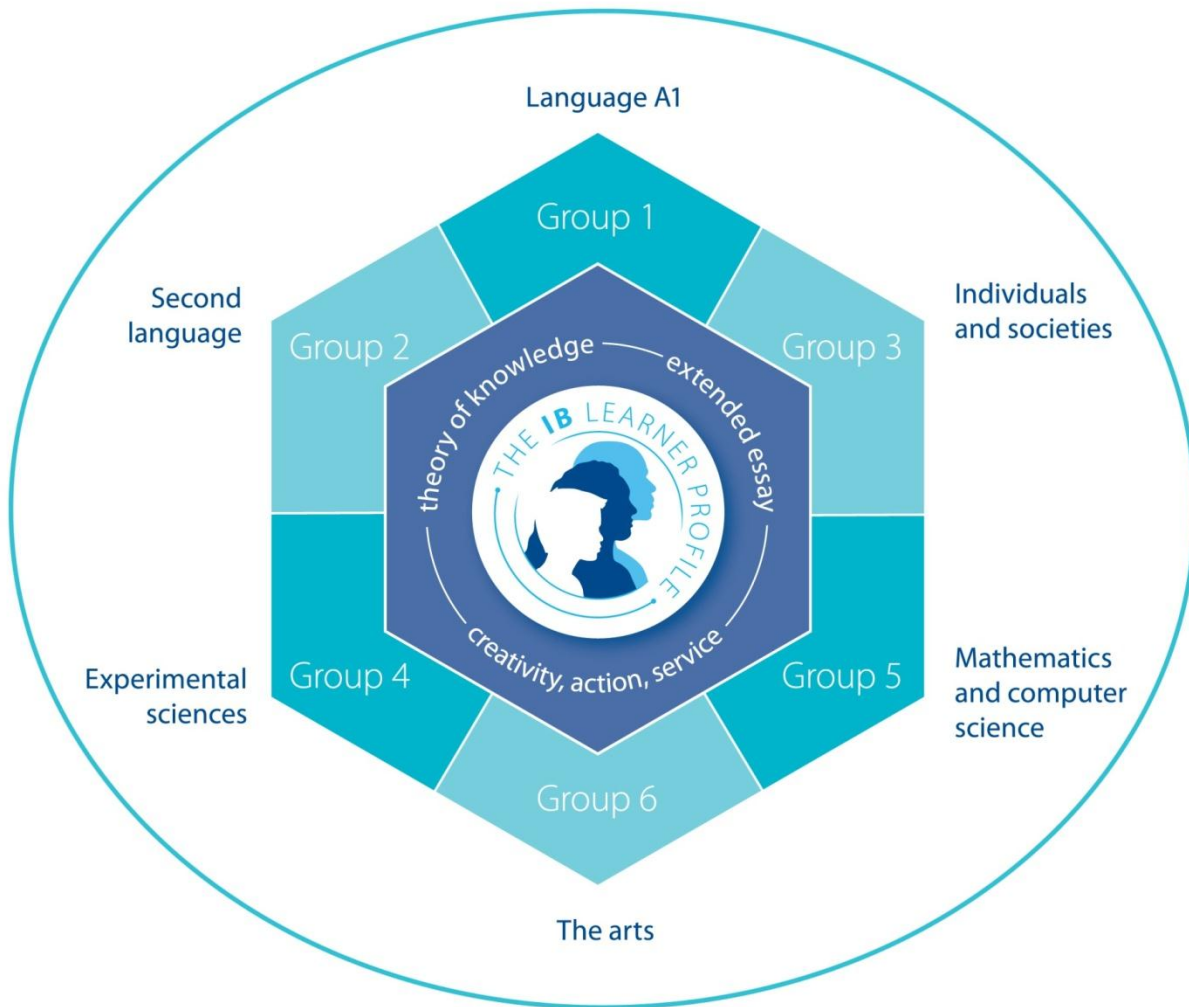 Language A1
Group 1
Second
language
Group 2
Individuals
and societies
Group 3
theory of knowledge
extended essay
THE IB LEARNER PROFILE
creativity, action, service
Experimental
sciences
Group 4
Mathematics
and computer
science
Group 5
Group 6
The arts